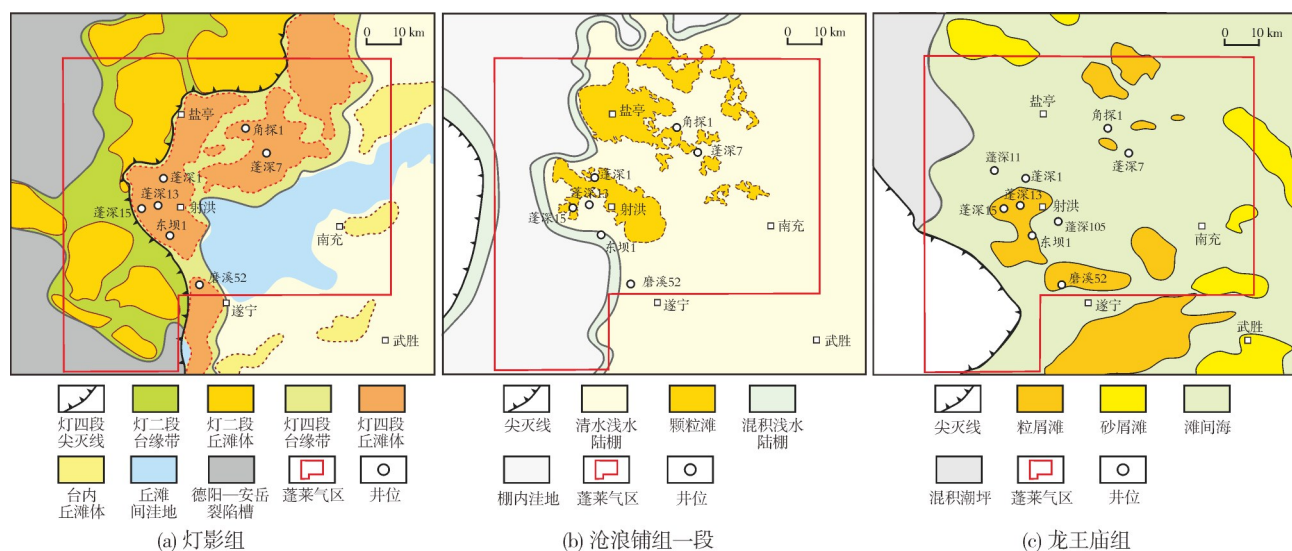 0 10 km
盐亭
角探1
蓬深7
蓬深1
蓬深13
蓬深15
射洪
东坝1
南充
磨溪52
遂宁
武胜
灯四段
尖灭线
灯二段
台缘带
灯二段
丘滩体
灯四段
台缘带
灯四段
丘滩体
台内
丘滩体
丘滩
间洼地
德阳—安岳
裂陷槽
蓬莱气区
井位
(a) 灯影组
0 10 km
盐亭
角探1
蓬深7
蓬深1
蓬深13
蓬深15
射洪
东坝1
南充
磨溪52
遂宁
武胜
尖灭线
清水浅水
陆棚
颗粒滩
混积浅水
陆棚
棚内洼地
蓬莱气区
井位
(b) 沧浪铺组一段
0 10 km
盐亭
角探1
蓬深7
蓬深11
蓬深1
蓬深13
蓬深15
射洪
蓬深105
东坝1
南充
磨溪52
遂宁
武胜
尖灭线
粒屑滩
砂屑滩
滩间海
混积潮坪
蓬莱气区
井位
(c) 龙王庙组